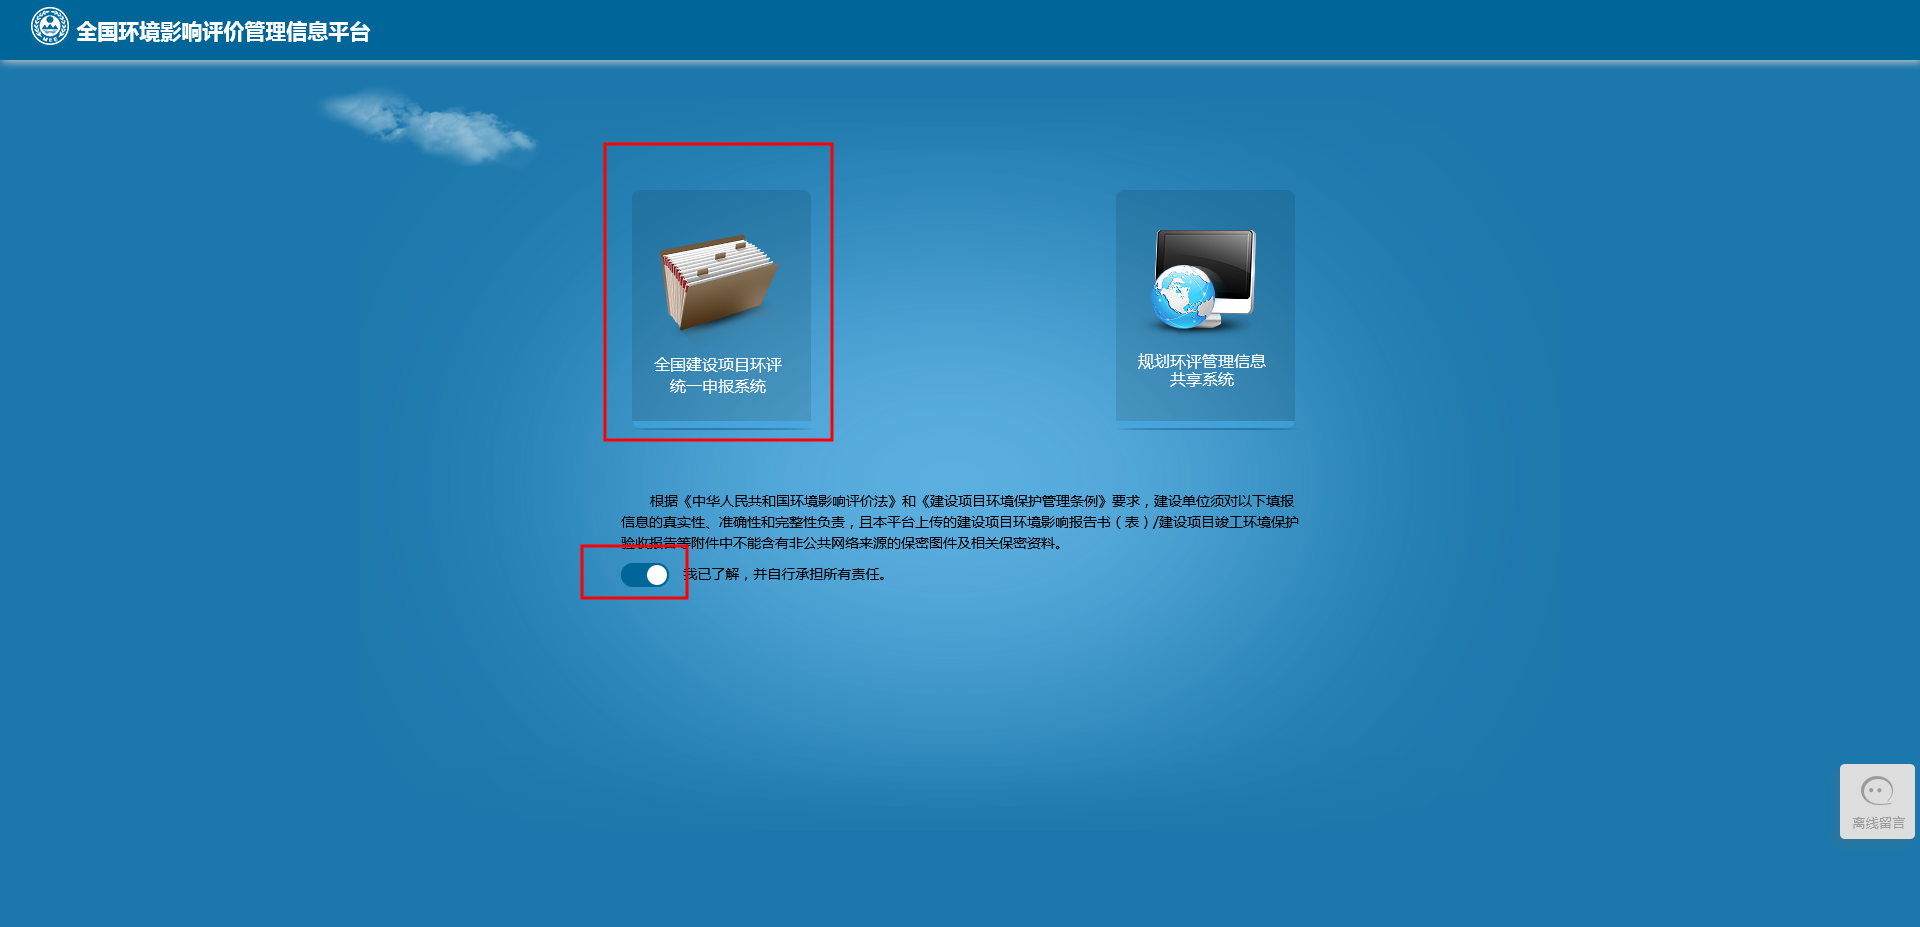 全国环境影响评价管理信息平台
全国建设项目环评
统一申报系统
规划环评管理信息
共享系统
根据《中华人民共和国环境影响评价法》和《建设项目环境保护管理条例》要求，建设单位须对以下填报
信息的真实性、准确性和完整性负责，且本平台上传的建设项目环境影响报告书（表）/建设项目竣工环境保护
验收报告等附件中不能含有非公共网络来源的保密图件及相关保密资料。
我已了解，并自行承担所有责任。
离线留言